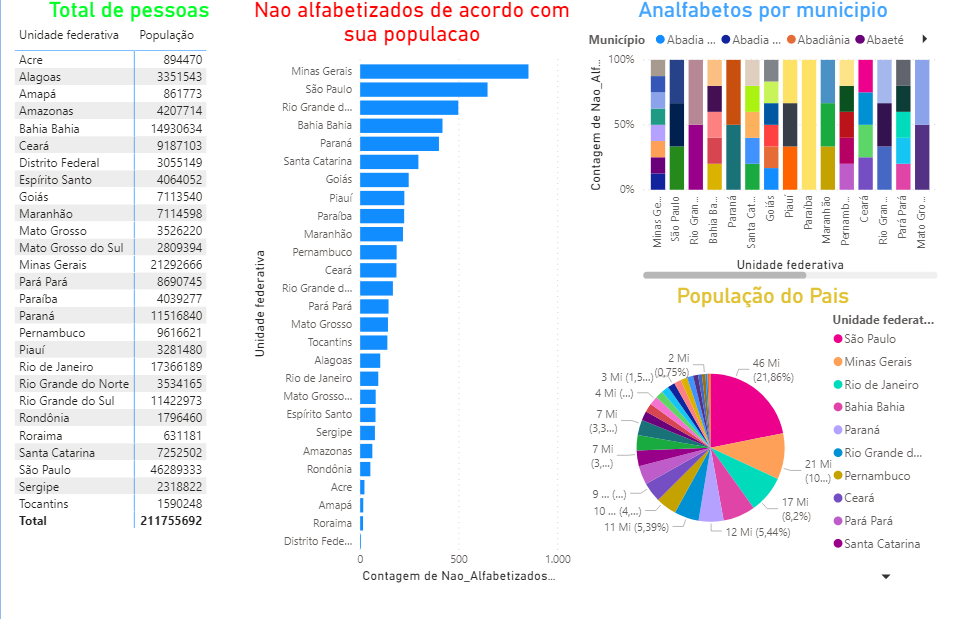 Total de pessoas
Unidade federativa População
Acre 894470
Alagoas 3351543
Amapá 861773
Amazonas 4207714
Bahia Bahia 14930634
Ceará 9187103
Distrito Federal 3055149
Espírito Santo 4064052
Goiás 7113540
Maranhão 7114598
Mato Grosso 3526220
Mato Grosso do Sul 2809394
Minas Gerais 21292666
Pará Pará 8690745
Paraíba 4039277
Paraná 11516840
Pernambuco 9616621
Piauí 3281480
Rio de Janeiro 17366189
Rio Grande do Norte 3534165
Rio Grande do Sul 11422973
Rondônia 1796460
Roraima 631181
Santa Catarina 7252502
São Paulo 46289333
Sergipe 2318822
Tocantins 1590248
Total 211755692
Nao alfabetizados de acordo com
sua populacao
Unidade federativa
Minas Gerais
São Paulo
Rio Grande d...
Bahia Bahia
Paraná
Santa Catarina
Goiás
Piauí
Paraíba
Maranhão
Pernambuco
Ceará
Rio Grande d...
Pará Pará
Mato Grosso
Tocantins
Alagoas
Rio de Janeiro
Mato Grosso...
Espírito Santo
Sergipe
Amazonas
Rondônia
Acre
Amapá
Roraima
Distrito Fede...
0 500 1.000
Contagem de Nao_Alfabetizados...
Analfabetos por municipio
Município Abadia ... Abadia ... Abadiânia Abaeté
Contagem de Nao_Alf...
100%
50%
0%
Minas Ge...
São Paulo
Rio Gran...
Bahia Ba...
Paraná
Santa Cat...
Goiás
Piauí
Paraíba
Maranhão
Pernamb...
Ceará
Rio Gran...
Pará Pará
Mato Gro...
Unidade federativa
População do Pais
46 Mi
(21,86%)
21 Mi
(10...)
17 Mi
(8,2%)
12 Mi (5,44%)
11 Mi (5,39%)
10 ... (4,...)
9 ... (...)
7 Mi
(3,...)
7 Mi
(3,3...)
4 Mi (...)
3 Mi (1,5...)
2 Mi
(0,75%)
Unidade federat...
São Paulo
Minas Gerais
Rio de Janeiro
Bahia Bahia
Paraná
Rio Grande d...
Pernambuco
Ceará
Pará Pará
Santa Catarina